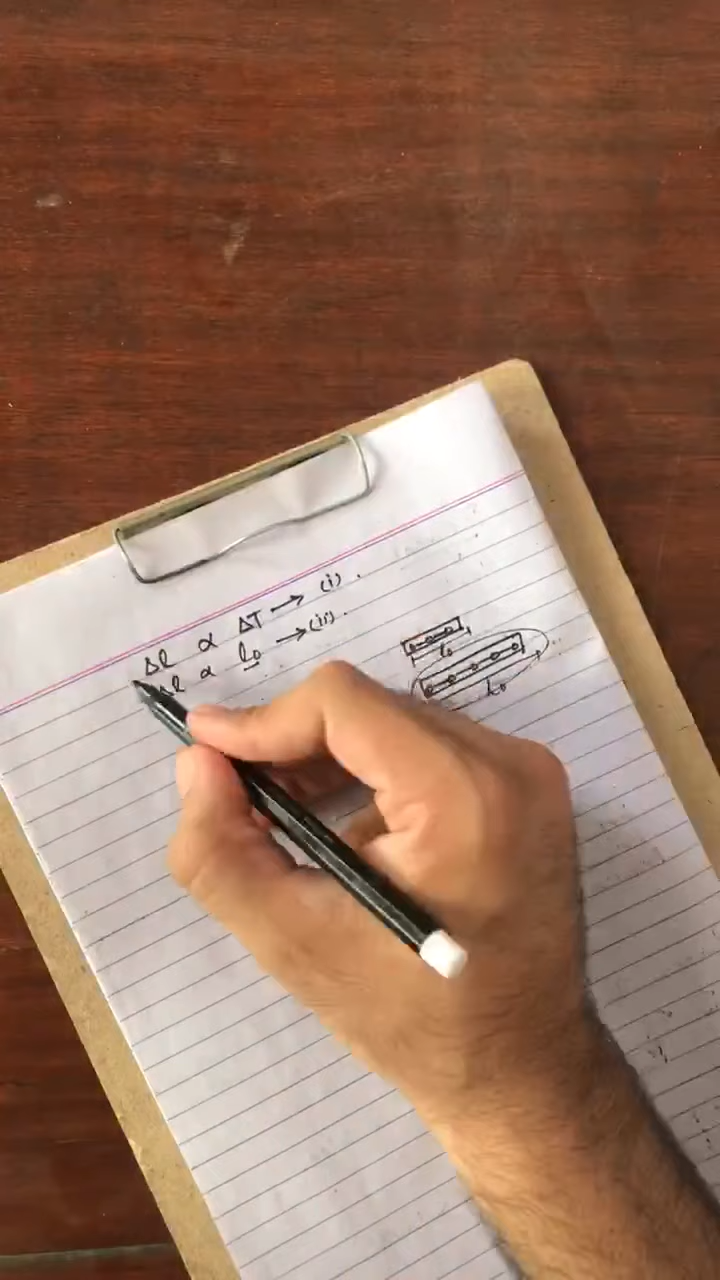 Δl ∝ ΔT → (i).
Δl ∝ l₀ → (ii).
l₀
l₀